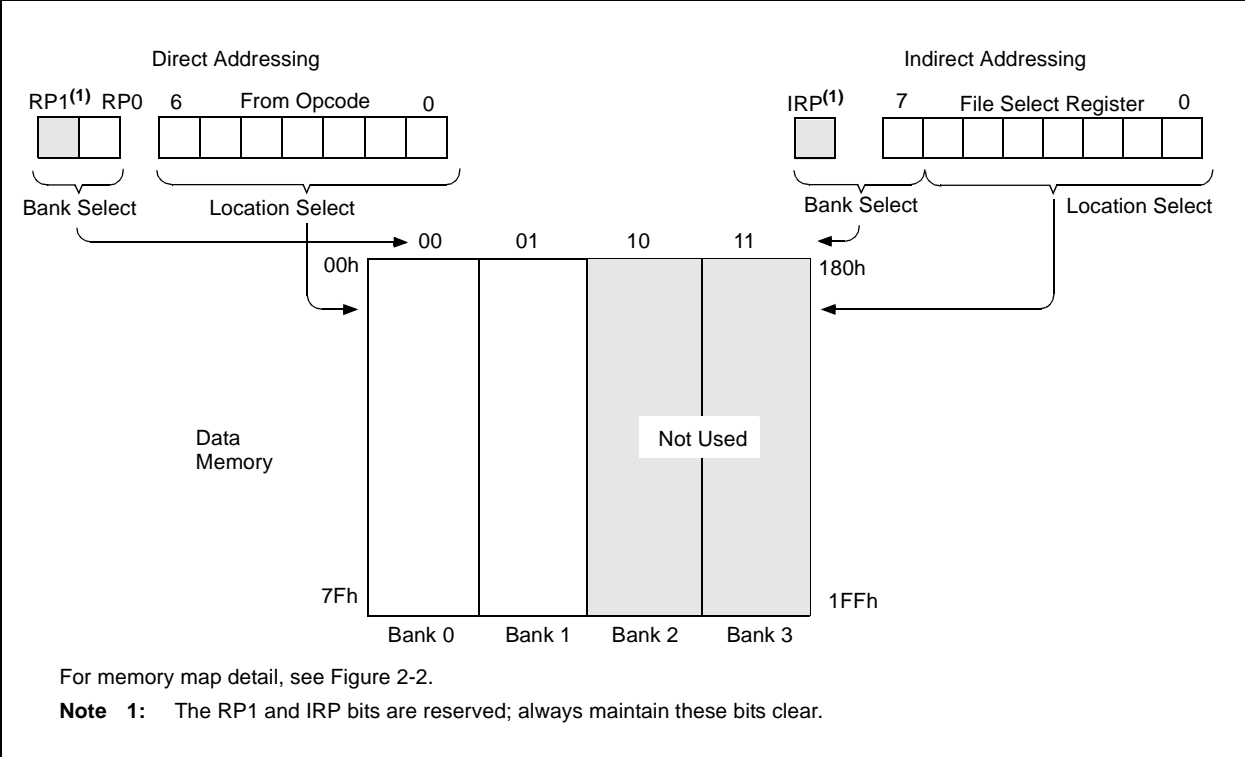 Direct Addressing
Indirect Addressing
RP1(1) RP0 6 From Opcode 0
IRP(1) 7 File Select Register 0
Bank Select Location Select
Bank Select Location Select
00 01 10 11
00h
180h
Data
Memory
Not Used
7Fh
1FFh
Bank 0 Bank 1 Bank 2 Bank 3
For memory map detail, see Figure 2-2.
Note 1: The RP1 and IRP bits are reserved; always maintain these bits clear.